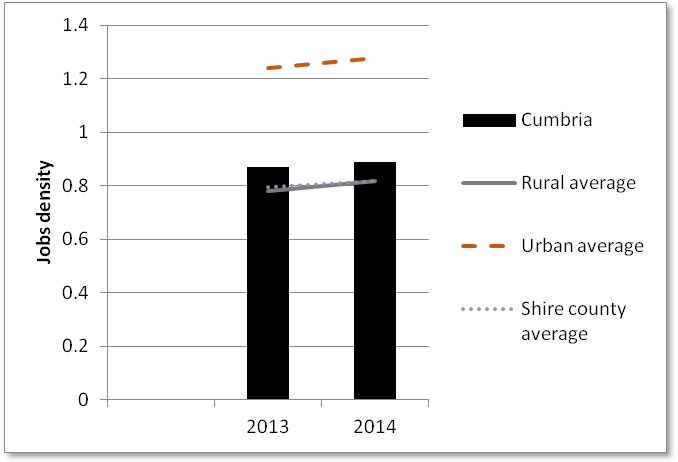 1.4
1.2
1
0.8
0.6
0.4
0.2
0
Jobs density
2013
2014
Cumbria
Rural average
Urban average
Shire county
average